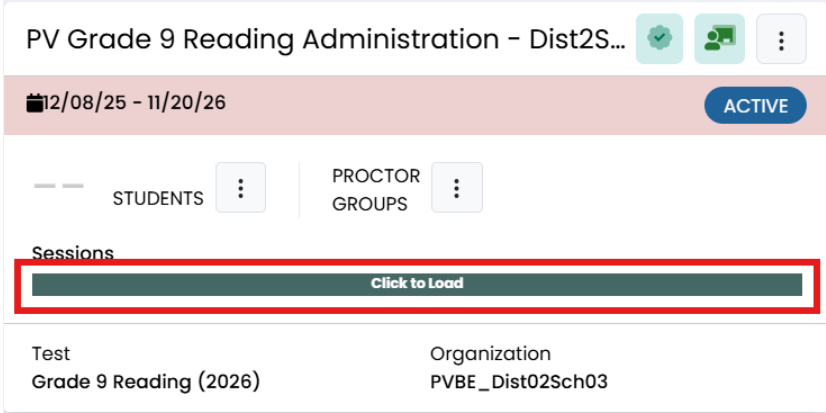 PV Grade 9 Reading Administration - Dist2S...
12/08/25 - 11/20/26
ACTIVE
-- STUDENTS
PROCTOR
GROUPS
Sessions
Click to Load
Test
Grade 9 Reading (2026)
Organization
PVBE_Dist02Sch03